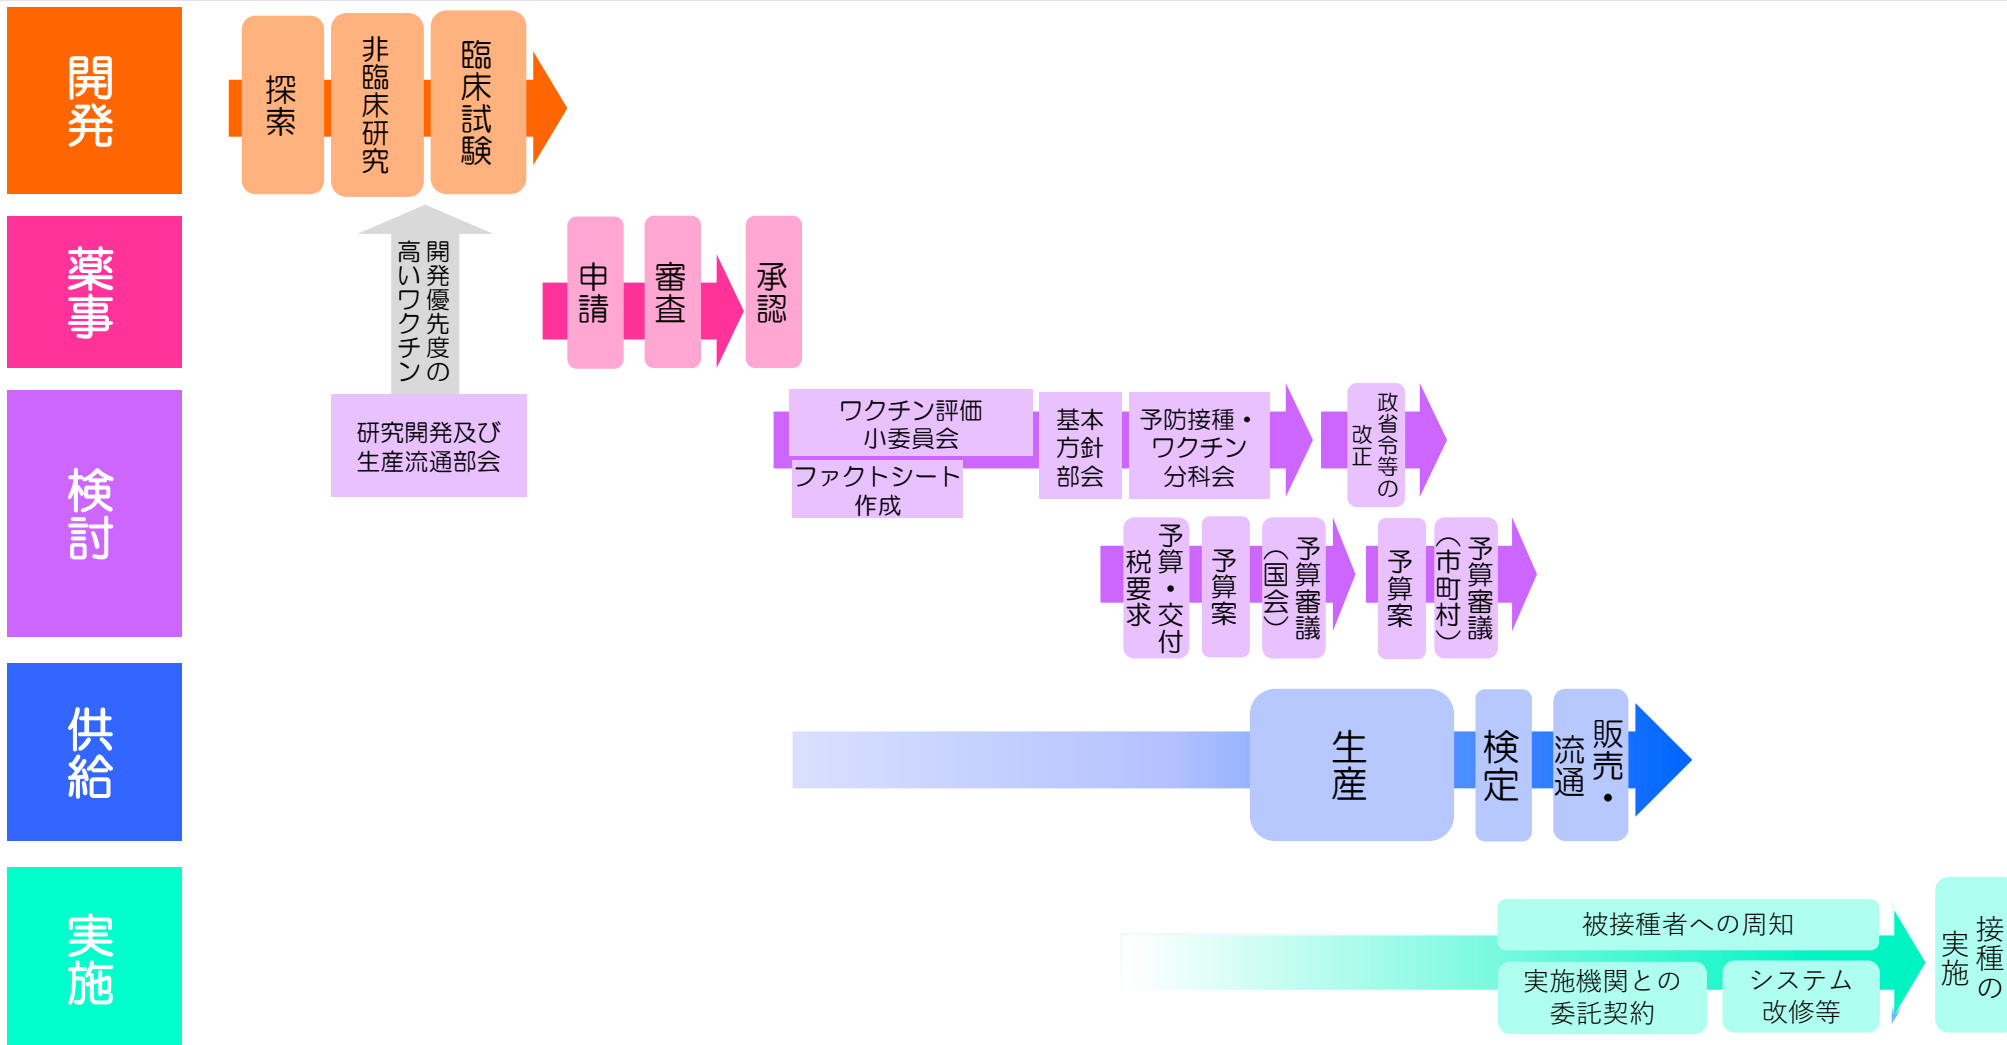 開発
探索
非臨床研究
臨床試験
薬事
開発優先度の
高いワクチン
申請
審査
承認
検討
研究開発及び
生産流通部会
ワクチン評価
小委員会
ファクトシート
作成
基本
方針
部会
予防接種・
ワクチン
分科会
政省令等の
改正
予算・交付
税要求
予算案
予算審議
（国会）
予算案
予算審議
（市町村）
供給
生産
検定
販売・
流通
実施
被接種者への周知
実施機関との
委託契約
システム
改修等
接種の
実施